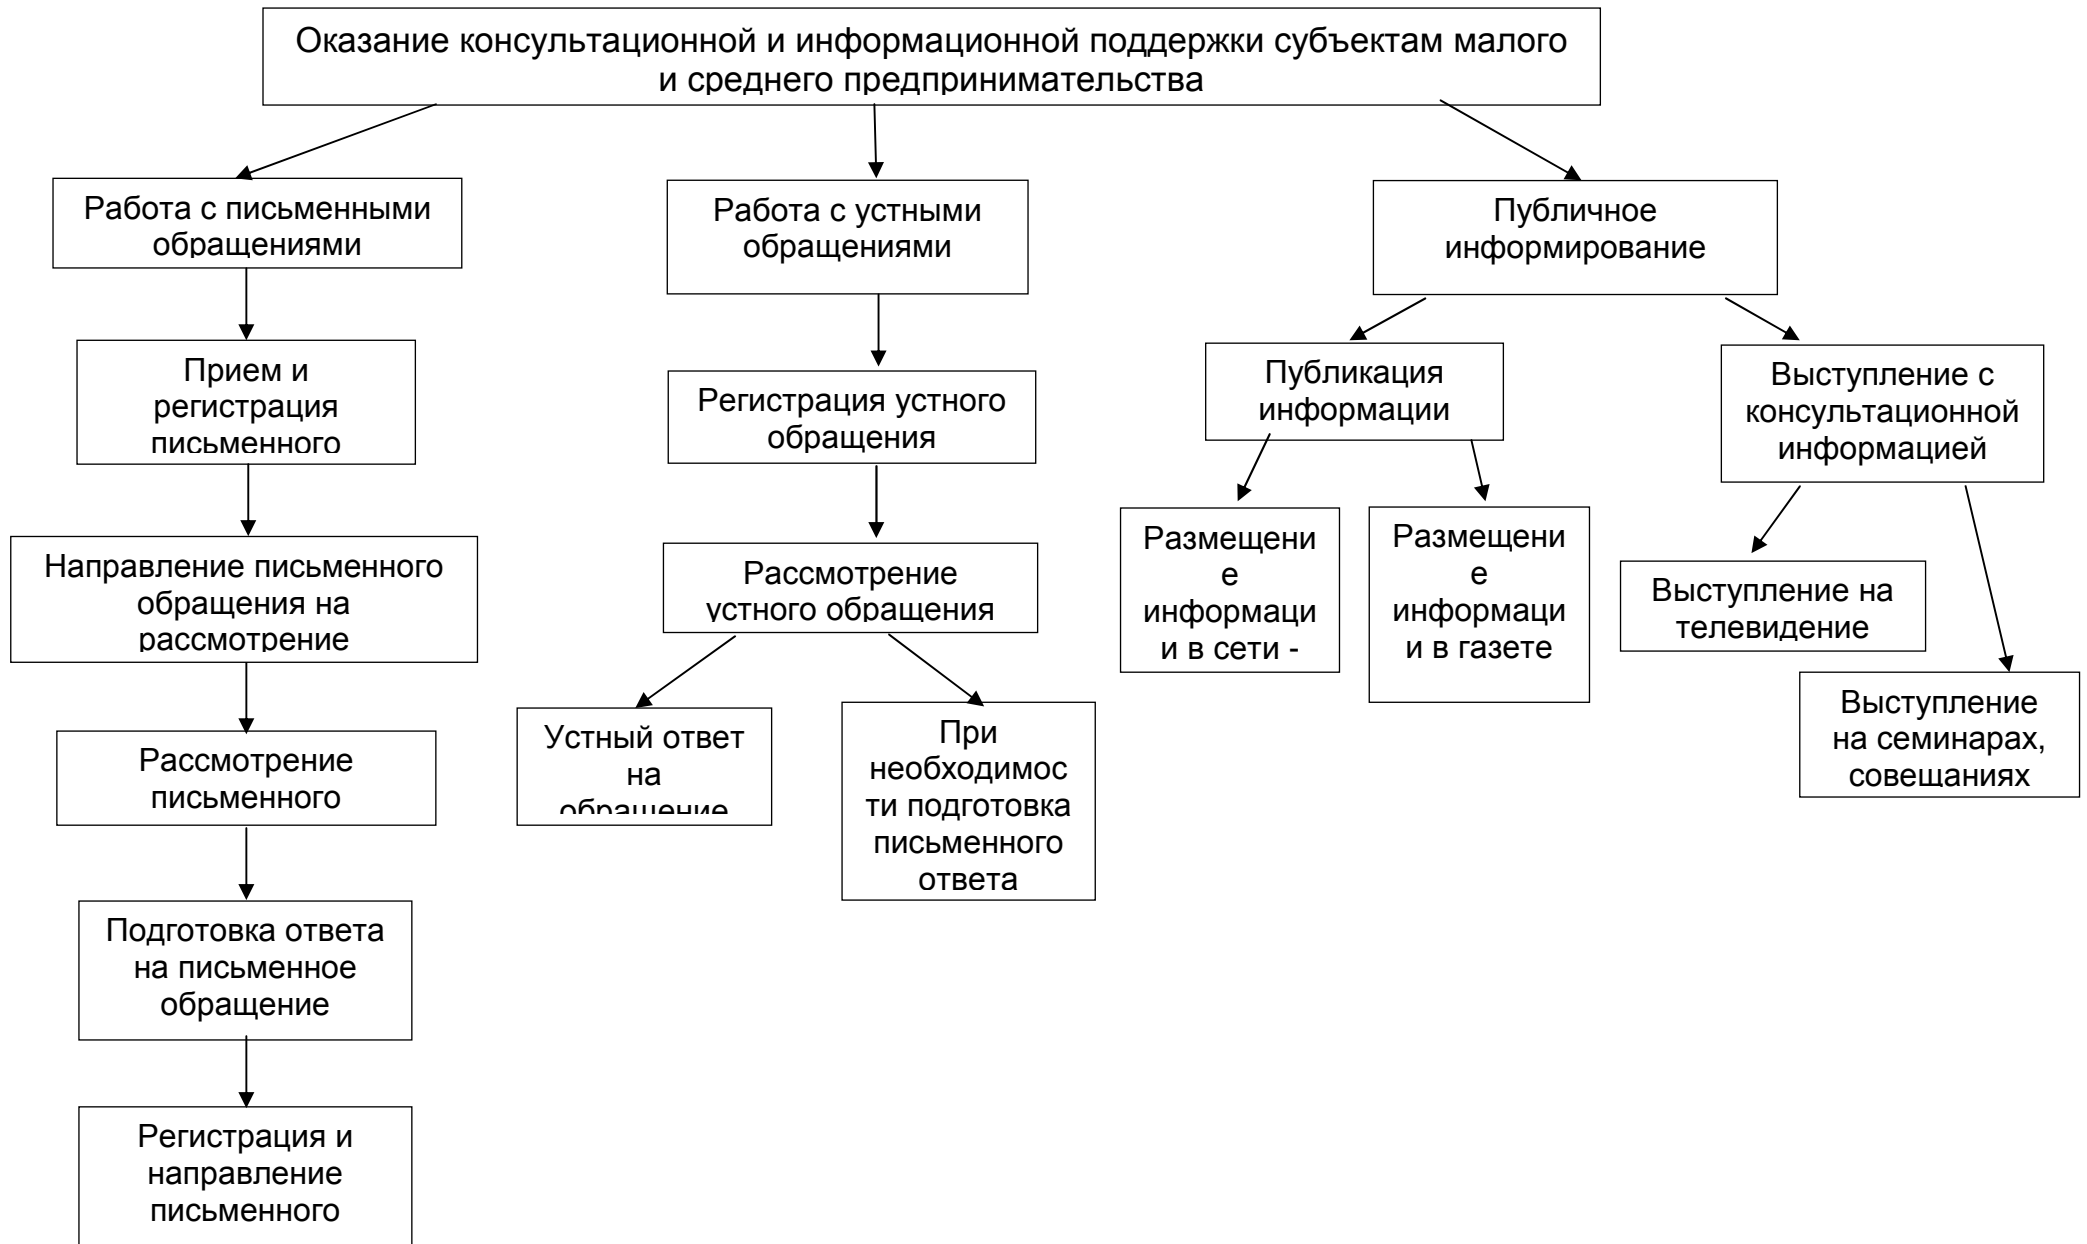 Оказание консультационной и информационной поддержки субъектам малого
и среднего предпринимательства
Работа с письменными
обращениями
Работа с устными
обращениями
Публичное
информирование
Прием и
регистрация
письменного
Регистрация устного
обращения
Публикация
информации
Выступление с
консультационной
информацией
Направление письменного
обращения на
рассмотрение
Рассмотрение
устного обращения
Размещени
е
информаци
и в сети -
Размещени
е
информаци
и в газете
Выступление на
телевидение
Выступление
на семинарах,
совещаниях
Рассмотрение
письменного
Устный ответ
на
обращение
При
необходимос
ти подготовка
письменного
ответа
Подготовка ответа
на письменное
обращение
Регистрация и
направление
письменного